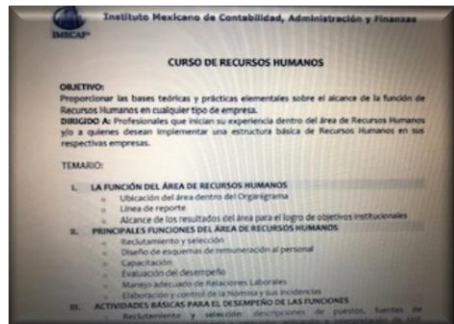 Instituto Mexicano de Contabilidad, Administración y Finanzas
IMECAF®
CURSO DE RECURSOS HUMANOS
OBJETIVO:
Proporcionar las bases teóricas y prácticas elementales sobre el alcance de la función de
Recursos Humanos en cualquier tipo de empresa.
DIRIGIDO A: Profesionales que inician su experiencia dentro del área de Recursos Humanos
y/o a quienes desean implementar una estructura básica de Recursos Humanos en sus
respectivas empresas.
TEMARIO:
I. LA FUNCIÓN DEL ÁREA DE RECURSOS HUMANOS
Ubicación del área dentro del Organigrama
Línea de reporte
Alcance de los resultados del área para el logro de objetivos institucionales
II. PRINCIPALES FUNCIONES DEL ÁREA DE RECURSOS HUMANOS
Reclutamiento y selección
Diseño de esquemas de remuneración al personal
Capacitación
Evaluación del desempeño
Manejo adecuado de Relaciones Laborales
Elaboración y control de la Nómina y sus incidencias
III. ACTIVIDADES BÁSICAS PARA EL DESEMPEÑO DE LAS FUNCIONES
Reclutamiento y selección: descripciones de puestos, fuentes de